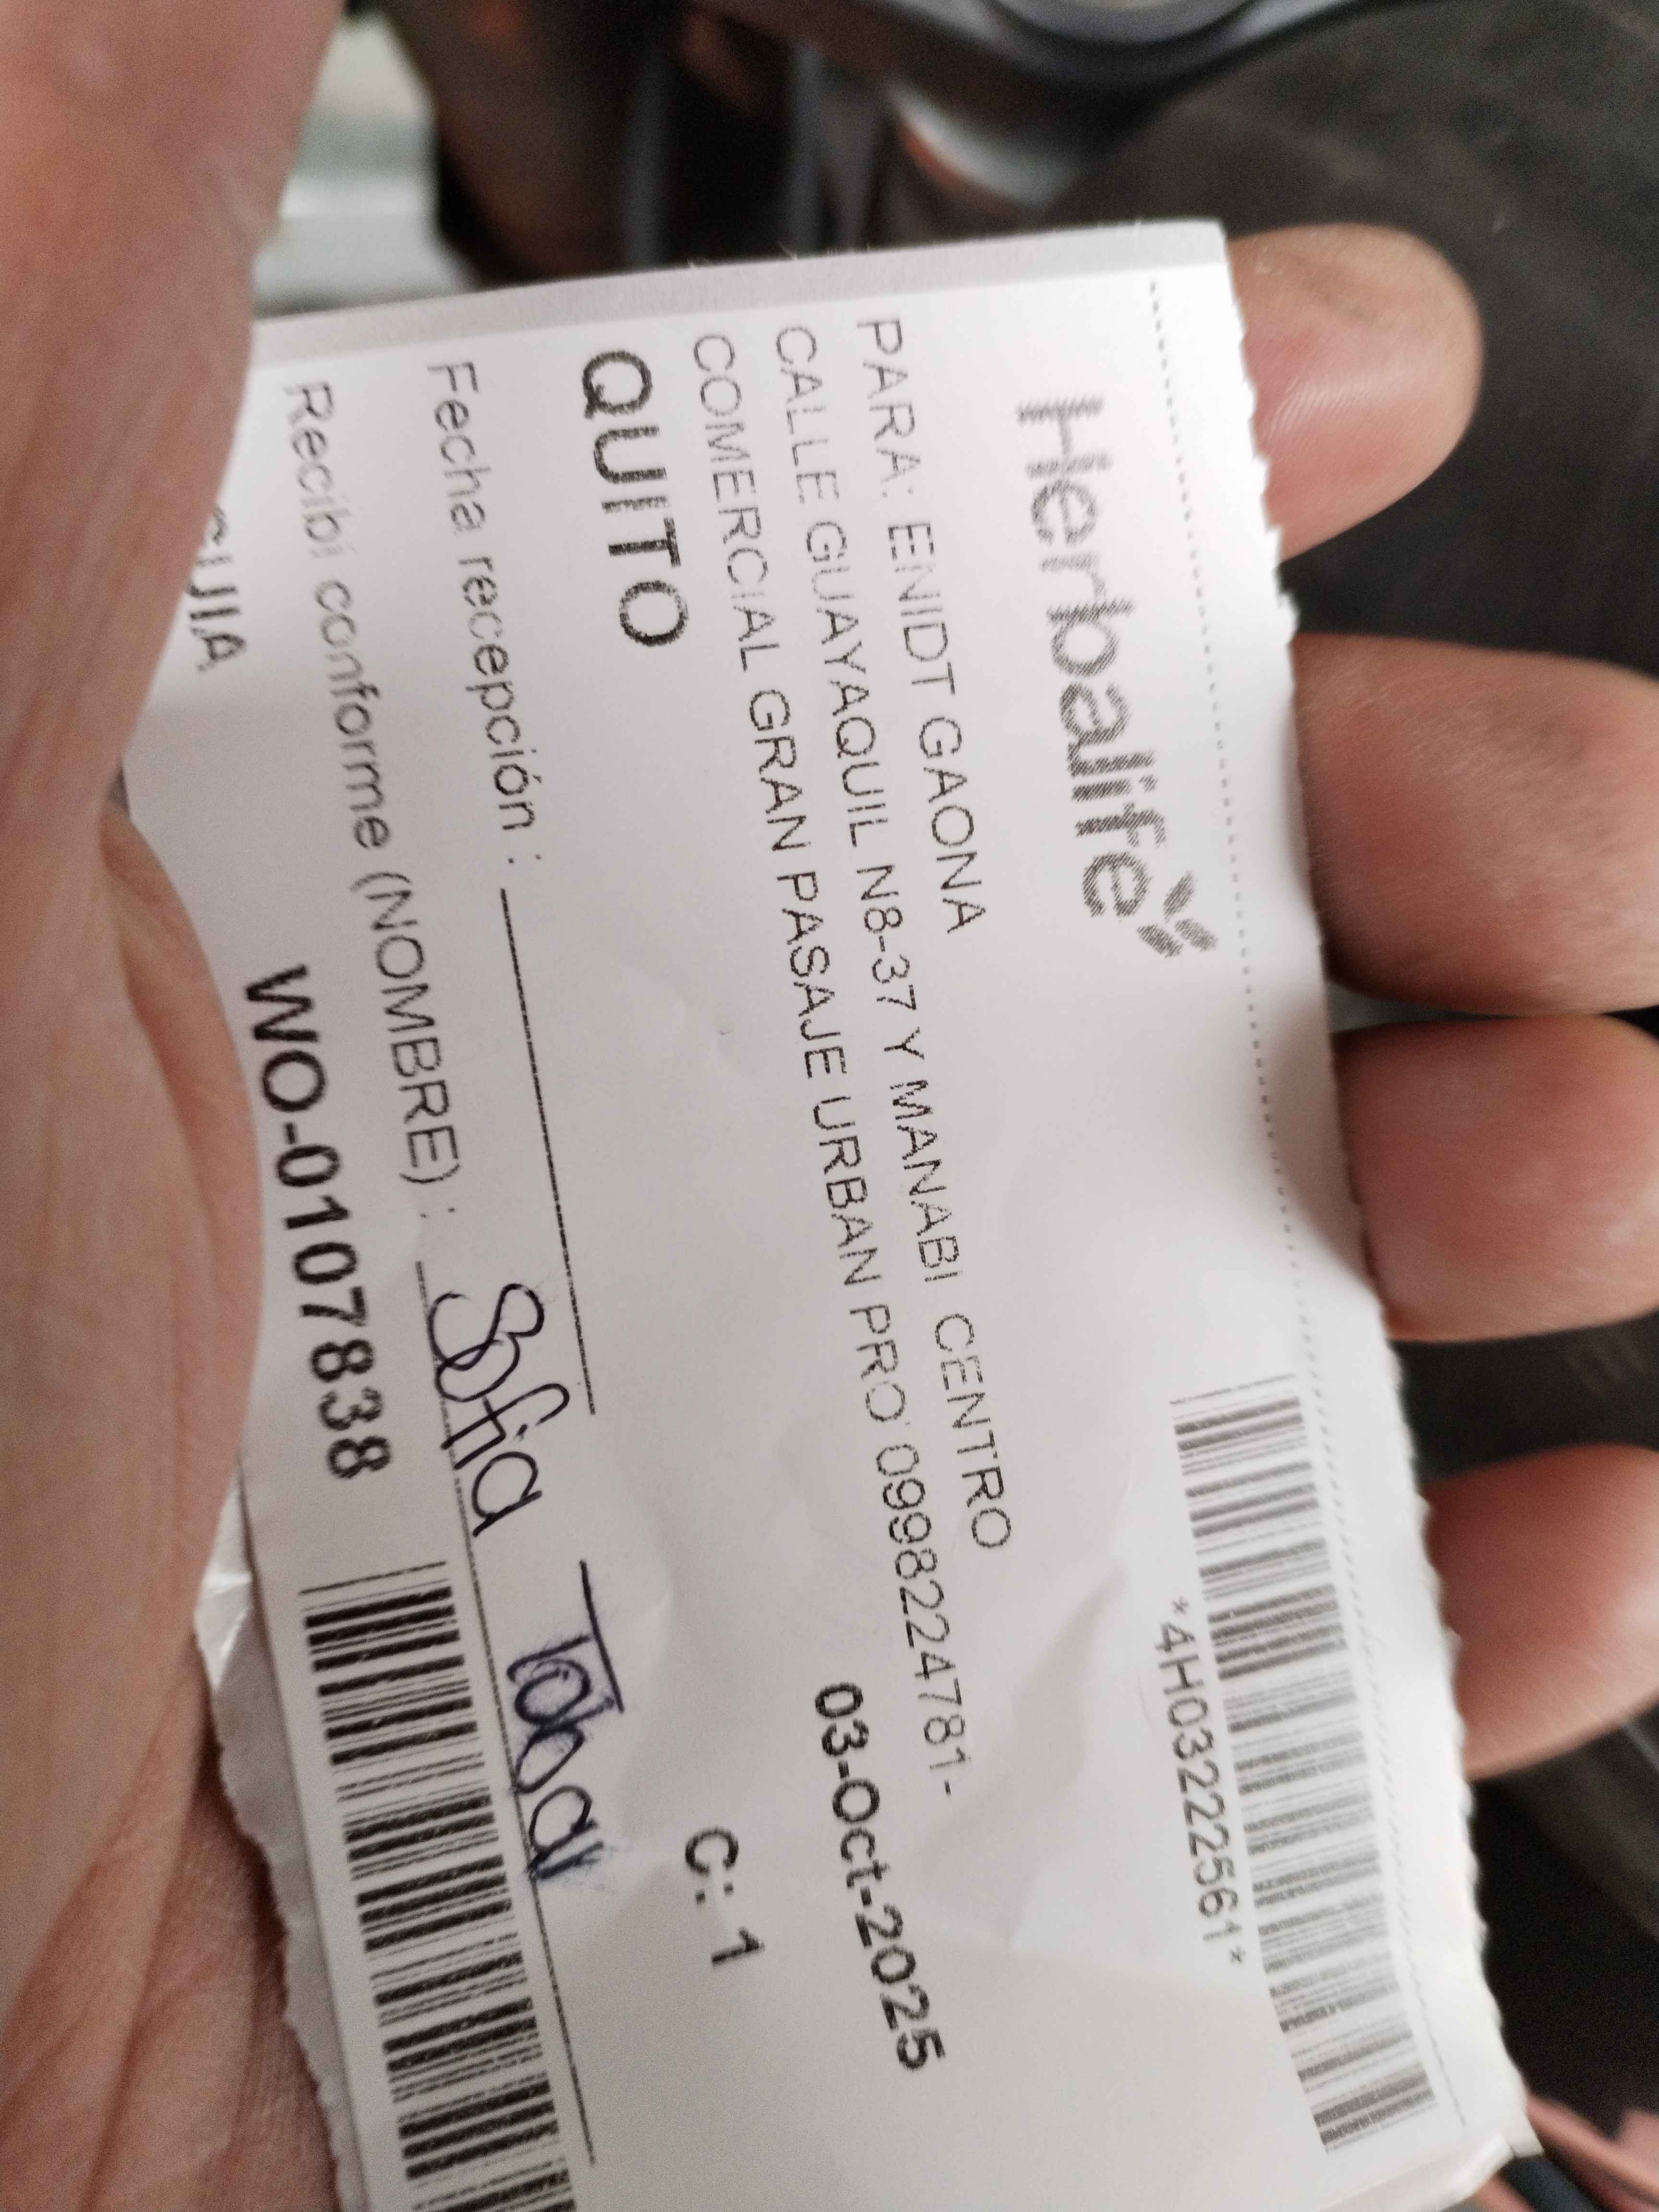 Herbalife
*4H03222561*
PARA: ENIDT GAONA
CALLE GUAYAQUIL N8-37 Y MANABI CENTRO
COMERCIAL GRAN PASAJE URBAN PRO 0998224781-
03-Oct-2025
QUITO
C: 1
Fecha recepción :
Recibí conforme (NOMBRE) : Sofia Tobar
WO-0107838